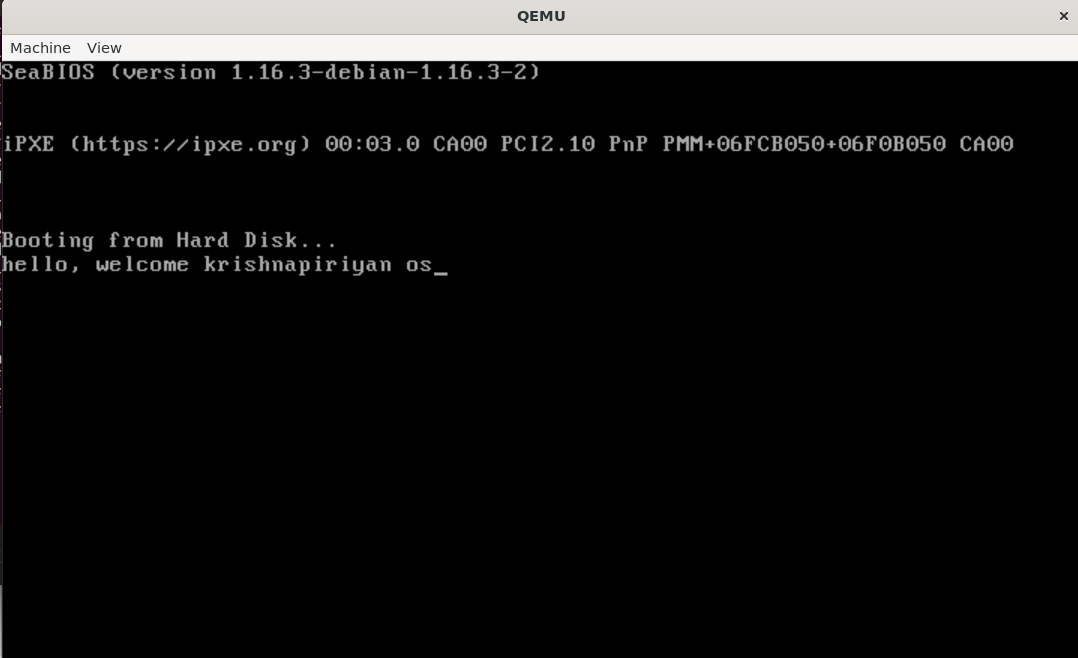 QEMU
×
Machine View
SeaBIOS (version 1.16.3-debian-1.16.3-2)
iPXE (https://ipxe.org) 00:03.0 CA00 PCI2.10 PnP PMM+06FCB050+06F0B050 CA00
Booting from Hard Disk...
hello, welcome krishnapiriyan os_